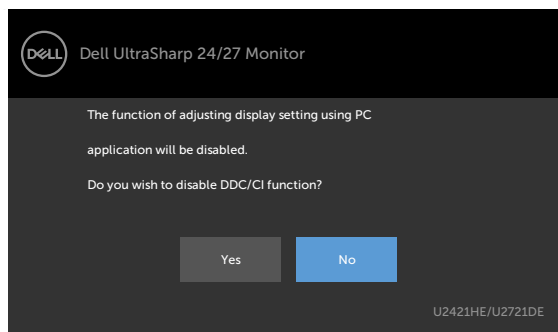 DELL
Dell UltraSharp 24/27 Monitor
The function of adjusting display setting using PC
application will be disabled.
Do you wish to disable DDC/CI function?
Yes
No
U2421HE/U2721DE